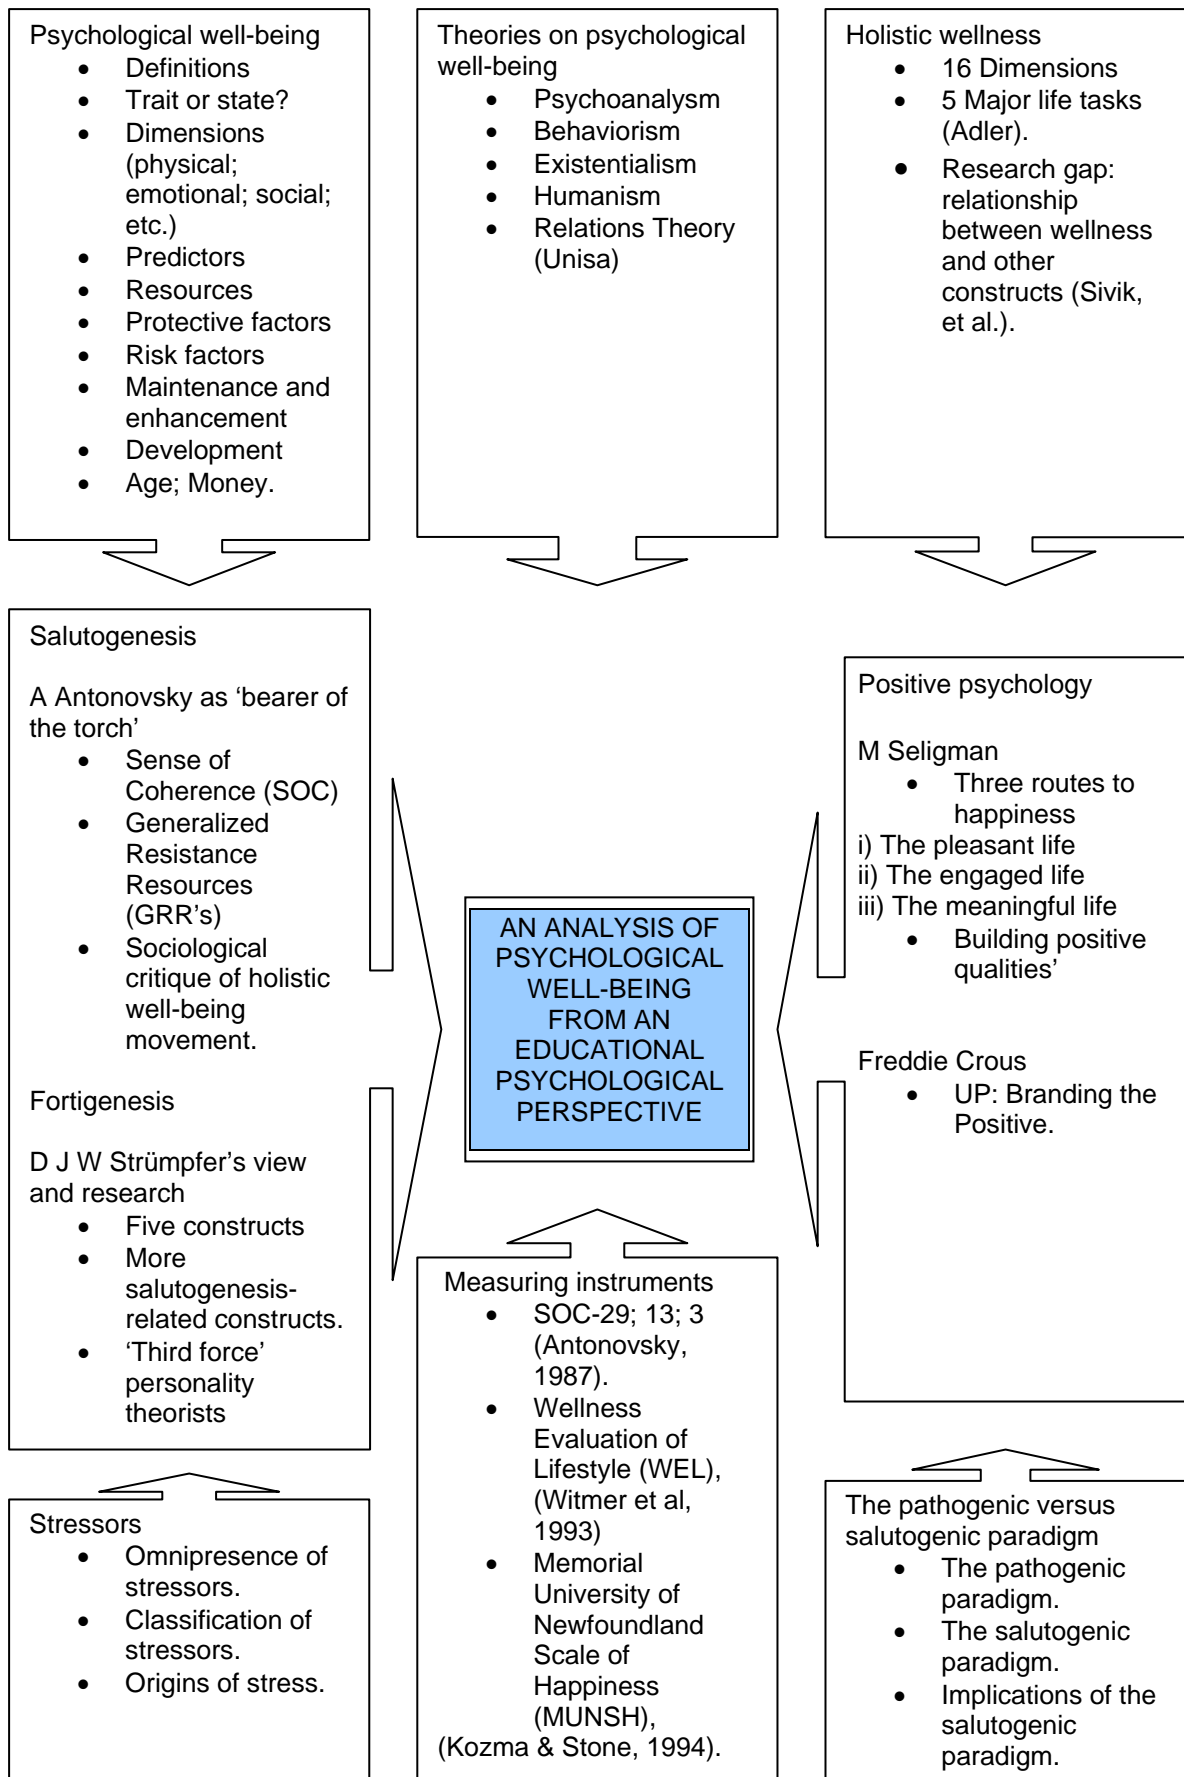 Psychological well-being
• Definitions
• Trait or state?
• Dimensions
(physical;
emotional; social;
etc.)
• Predictors
• Resources
• Protective factors
• Risk factors
• Maintenance and
enhancement
• Development
• Age; Money.
Theories on psychological
well-being
• Psychoanalysm
• Behaviorism
• Existentialism
• Humanism
• Relations Theory
(Unisa)
Holistic wellness
• 16 Dimensions
• 5 Major life tasks
(Adler).
• Research gap:
relationship
between wellness
and other
constructs (Sivik,
et al.).
Salutogenesis
A Antonovsky as ‘bearer of
the torch’
• Sense of
Coherence (SOC)
• Generalized
Resistance
Resources
(GRR’s)
• Sociological
critique of holistic
well-being
movement.
Fortigenesis
D J W Strümpfer’s view
and research
• Five constructs
• More
salutogenesis-
related constructs.
• ‘Third force’
personality
theorists
AN ANALYSIS OF
PSYCHOLOGICAL
WELL-BEING
FROM AN
EDUCATIONAL
PSYCHOLOGICAL
PERSPECTIVE
Positive psychology
M Seligman
• Three routes to
happiness
i) The pleasant life
ii) The engaged life
iii) The meaningful life
• Building positive
qualities’
Freddie Crous
• UP: Branding the
Positive.
Stressors
• Omnipresence of
stressors.
• Classification of
stressors.
• Origins of stress.
Measuring instruments
• SOC-29; 13; 3
(Antonovsky,
1987).
• Wellness
Evaluation of
Lifestyle (WEL),
(Witmer et al,
1993)
• Memorial
University of
Newfoundland
Scale of
Happiness
(MUNSH),
(Kozma & Stone, 1994).
The pathogenic versus
salutogenic paradigm
• The pathogenic
paradigm.
• The salutogenic
paradigm.
• Implications of the
salutogenic
paradigm.